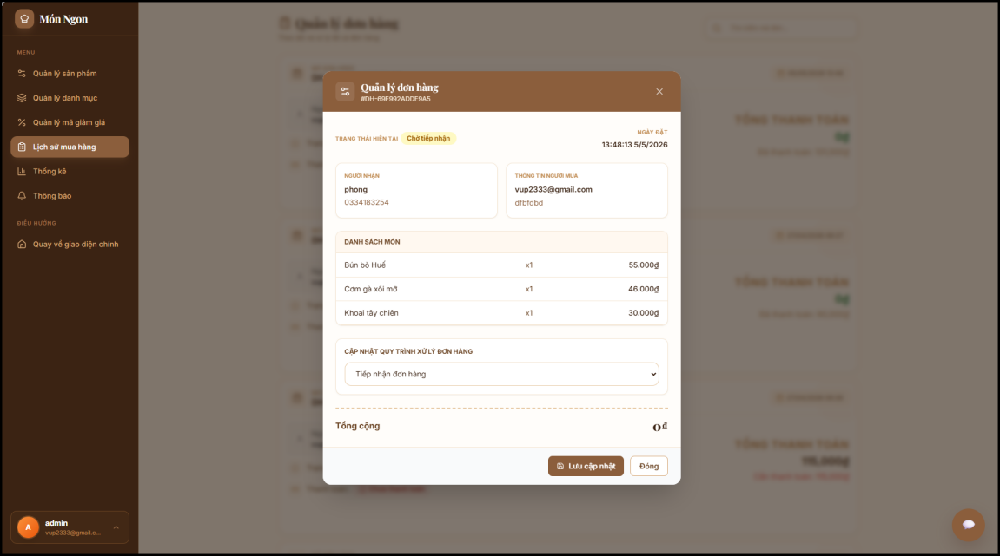 Món Ngon
MENU
Quản lý sản phẩm
Quản lý danh mục
Quản lý mã giảm giá
Lịch sử mua hàng
Thống kê
Thông báo
ĐIỀU HƯỚNG
Quay về giao diện chính
A
admin
vup2333@gmail.c...
Quản lý đơn hàng
TỔNG THANH TOÁN
TỔNG THANH TOÁN
TỔNG THANH TOÁN
Quản lý đơn hàng
#DH-69F992ADDE9A5
TRẠNG THÁI HIỆN TẠI Chờ tiếp nhận
NGÀY ĐẶT
13:48:13 5/5/2026
NGƯỜI NHẬN
phong
0334183254
THÔNG TIN NGƯỜI MUA
vup2333@gmail.com
dfbfdbd
DANH SÁCH MÓN
Bún bò Huế x1 55.000₫
Cơm gà xối mỡ x1 46.000₫
Khoai tây chiên x1 30.000₫
CẬP NHẬT QUY TRÌNH XỬ LÝ ĐƠN HÀNG
Tiếp nhận đơn hàng
Tổng cộng 0₫
Lưu cập nhật Đóng